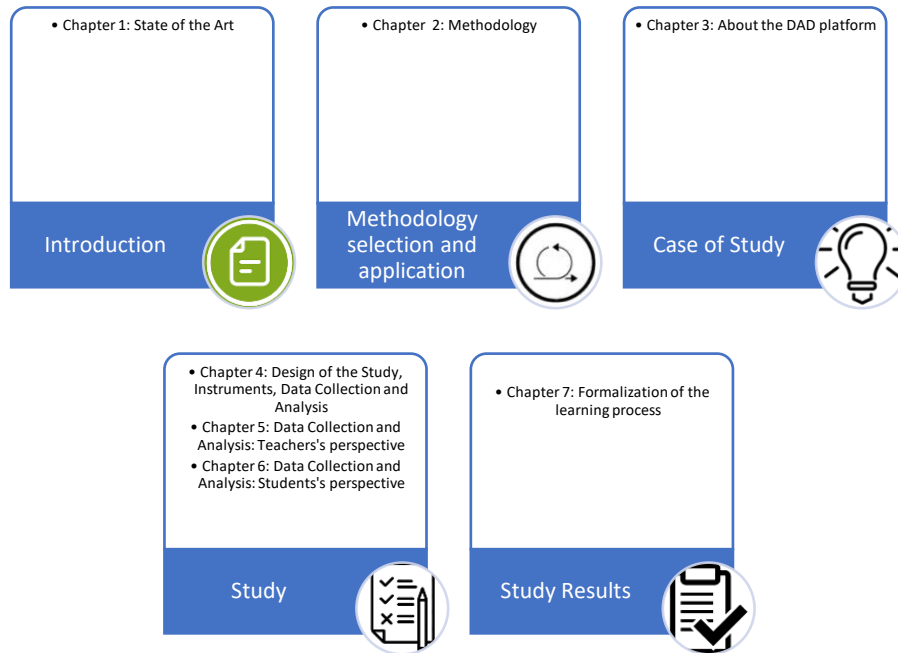 • Chapter 1: State of the Art
Introduction
• Chapter 2: Methodology
Methodology
selection and
application
• Chapter 3: About the DAD platform
Case of Study
• Chapter 4: Design of the Study,
Instruments, Data Collection and
Analysis
• Chapter 5: Data Collection and
Analysis: Teachers's perspective
• Chapter 6: Data Collection and
Analysis: Students's perspective
Study
• Chapter 7: Formalization of the
learning process
Study Results